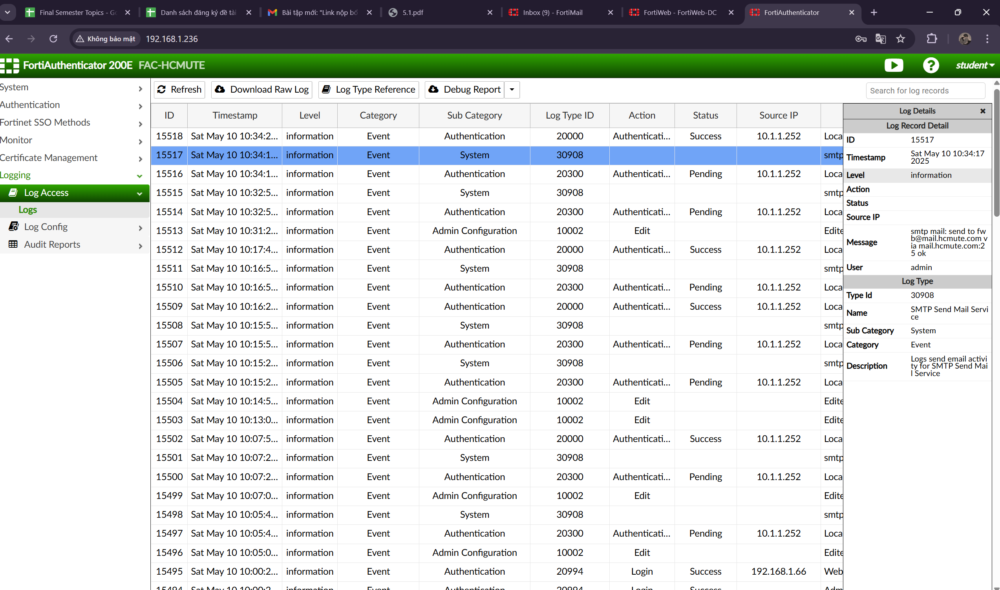 Final Semester Topics - Go
Danh sách đăng ký đề tài
Bài tập mới: "Link nộp bổ
5.1.pdf
Inbox (9) - FortiMail
FortiWeb - FortiWeb-DC
FortiAuthenticator
Không bảo mật
192.168.1.236
FortiAuthenticator 200E FAC-HCMUTE
student
System
Authentication
Fortinet SSO Methods
Monitor
Certificate Management
Logging
Log Access
Logs
Log Config
Audit Reports
Refresh
Download Raw Log
Log Type Reference
Debug Report
Search for log records
ID Timestamp Level Category Sub Category Log Type ID Action Status Source IP
15518 Sat May 10 10:34:2... information Event Authentication 20000 Authenticati... Success 10.1.1.252 Loca
15517 Sat May 10 10:34:1... information Event System 30908 smtp
15516 Sat May 10 10:34:1... information Event Authentication 20300 Authenticati... Pending 10.1.1.252 Loca
15515 Sat May 10 10:32:5... information Event System 30908 smtp
15514 Sat May 10 10:32:5... information Event Authentication 20300 Authenticati... Pending 10.1.1.252 Loca
15513 Sat May 10 10:31:2... information Event Admin Configuration 10002 Edit Edite
15512 Sat May 10 10:17:4... information Event Authentication 20000 Authenticati... Success 10.1.1.252 Loca
15511 Sat May 10 10:16:5... information Event System 30908 smtp
15510 Sat May 10 10:16:5... information Event Authentication 20300 Authenticati... Pending 10.1.1.252 Loca
15509 Sat May 10 10:16:2... information Event Authentication 20000 Authenticati... Success 10.1.1.252 Loca
15508 Sat May 10 10:15:5... information Event System 30908 smtp
15507 Sat May 10 10:15:5... information Event Authentication 20300 Authenticati... Pending 10.1.1.252 Loca
15506 Sat May 10 10:15:2... information Event System 30908 smtp
15505 Sat May 10 10:15:2... information Event Authentication 20300 Authenticati... Pending 10.1.1.252 Loca
15504 Sat May 10 10:14:5... information Event Admin Configuration 10002 Edit Edite
15503 Sat May 10 10:13:0... information Event Admin Configuration 10002 Edit Edite
15502 Sat May 10 10:07:5... information Event Authentication 20000 Authenticati... Success 10.1.1.252 Loca
15501 Sat May 10 10:07:2... information Event System 30908 smtp
15500 Sat May 10 10:07:2... information Event Authentication 20300 Authenticati... Pending 10.1.1.252 Loca
15499 Sat May 10 10:07:0... information Event Admin Configuration 10002 Edit Edite
15498 Sat May 10 10:05:4... information Event System 30908 smtp
15497 Sat May 10 10:05:4... information Event Authentication 20300 Authenticati... Pending 10.1.1.252 Loca
15496 Sat May 10 10:05:0... information Event Admin Configuration 10002 Edit Edite
15495 Sat May 10 10:00:2... information Event Authentication 20994 Login Success 192.168.1.66 Web
15494 Sat May 10 10:00:2... information Event Authentication 20994 Login Success Adm
Log Details
Log Record Detail
ID 15517
Timestamp Sat May 10 10:34:17
2025
Level information
Action
Status
Source IP
Message smtp mail: send to fw
b@mail.hcmute.com v
ia mail.hcmute.com:2
5 ok
User admin
Log Type
Type Id 30908
Name SMTP Send Mail Servi
ce
Sub Category System
Category Event
Description Logs send email activi
ty for SMTP Send Mai
l Service